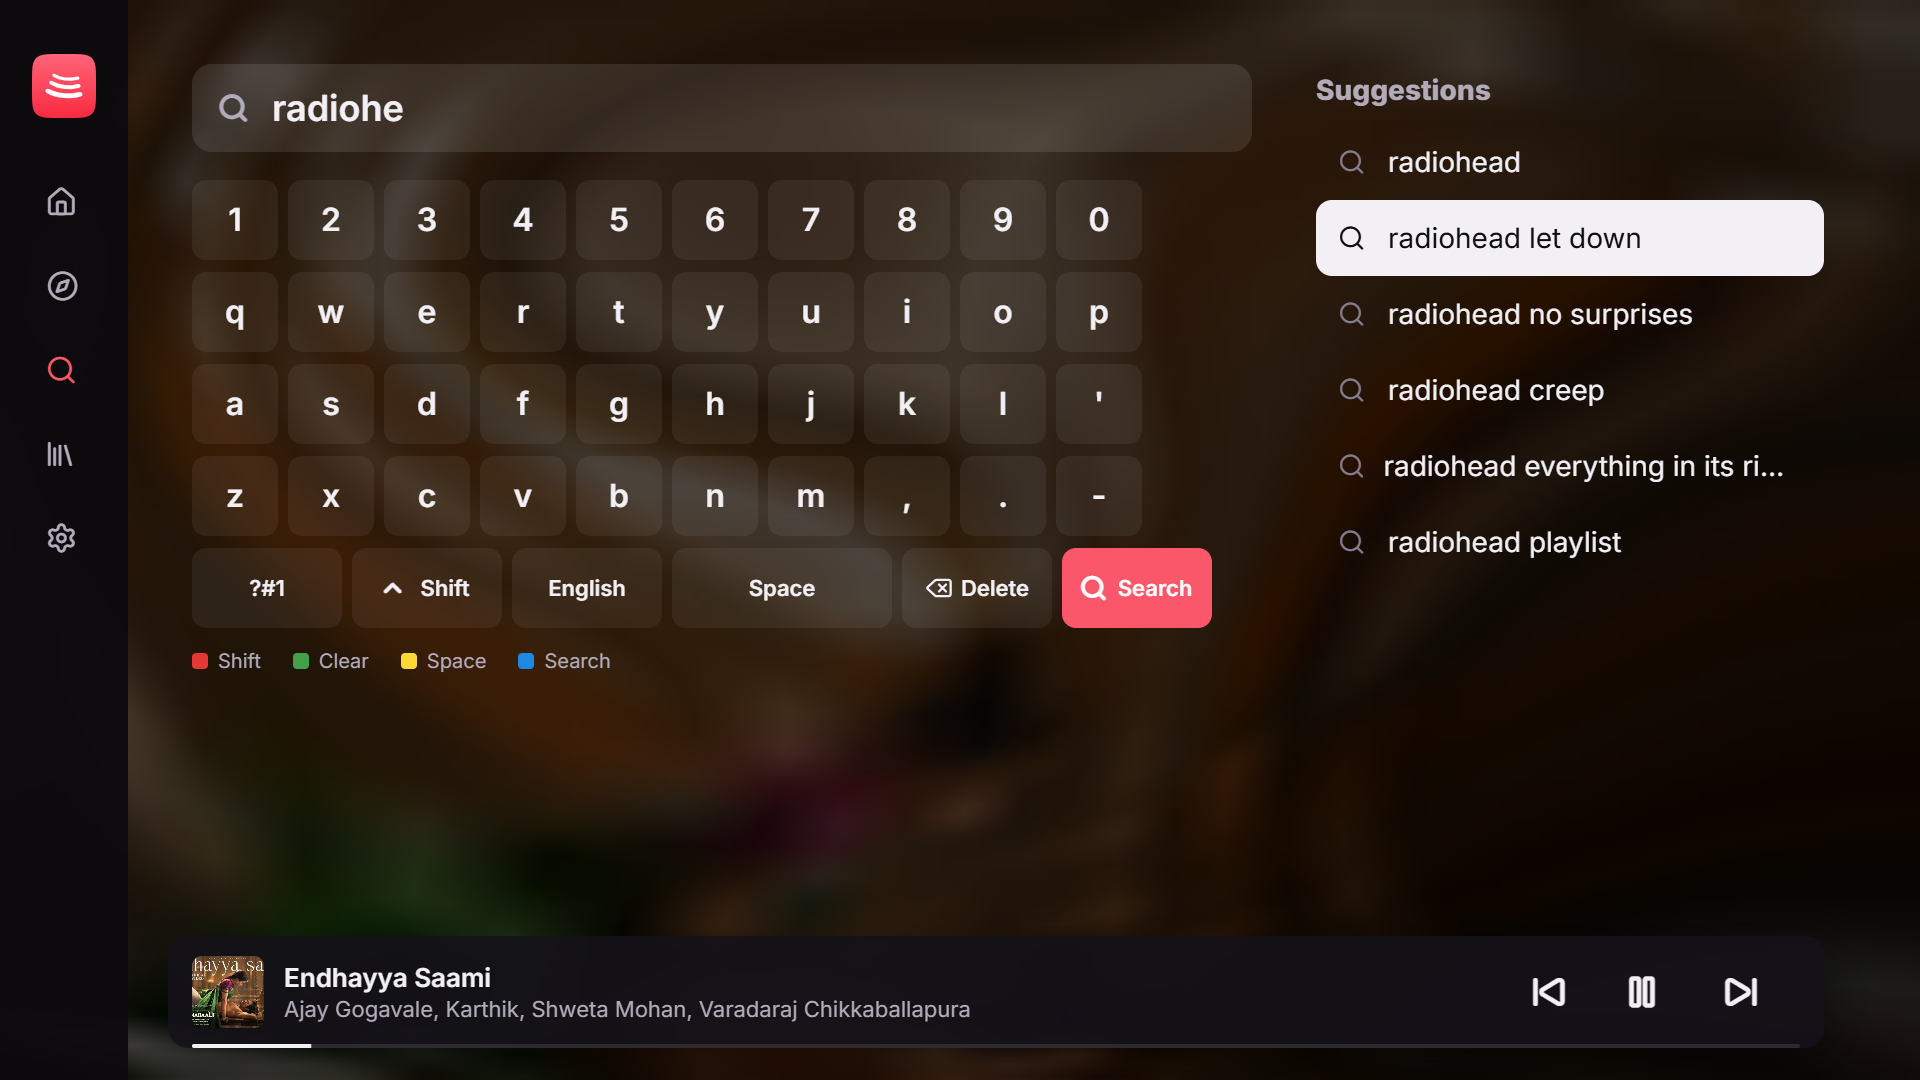 radiohe
1 2 3 4 5 6 7 8 9 0
q w e r t y u i o p
a s d f g h j k l '
z x c v b n m , . -
?#1 Shift English Space Delete Search
Shift Clear Space Search
Suggestions
radiohead
radiohead let down
radiohead no surprises
radiohead creep
radiohead everything in its ri...
radiohead playlist
hayya sa
Endhayya Saami
Ajay Gogavale, Karthik, Shweta Mohan, Varadaraj Chikkaballapura